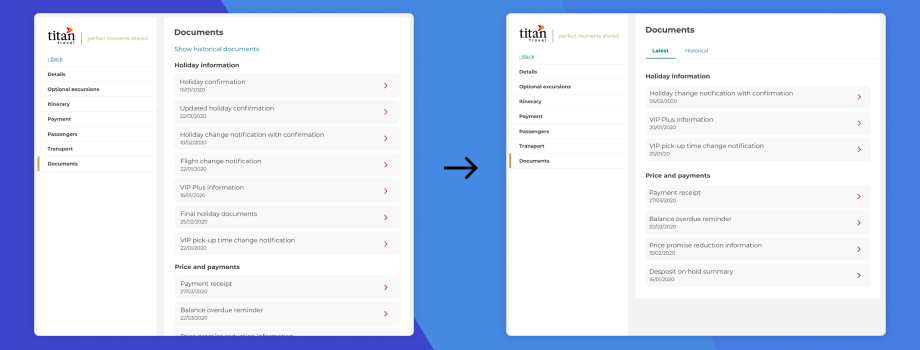 titan
travel
perfect moments shared
‹ Back
Details
Optional excursions
Itinerary
Payment
Passengers
Transport
Documents
Documents
Show historical documents
Holiday information
Holiday confirmation
16/01/2020
Updated holiday confirmation
22/01/2020
Holiday change notification with confirmation
10/02/2020
Flight change notification
22/01/2020
VIP Plus information
16/01/2020
Final holiday documents
25/02/2020
VIP pick-up time change notification
22/01/2020
Price and payments
Payment receipt
27/03/2020
Balance overdue reminder
22/03/2020
Price promise reduction information
titan
travel
perfect moments shared
‹ Back
Details
Optional excursions
Itinerary
Payment
Passengers
Transport
Documents
Documents
Latest Historical
Holiday information
Holiday change notification with confirmation
05/02/2020
VIP Plus information
20/01/2020
VIP pick-up time change notification
20/01/20
Price and payments
Payment receipt
27/03/2020
Balance overdue reminder
22/03/2020
Price promise reduction information
15/02/2020
Desposit on hold summary
16/01/2020